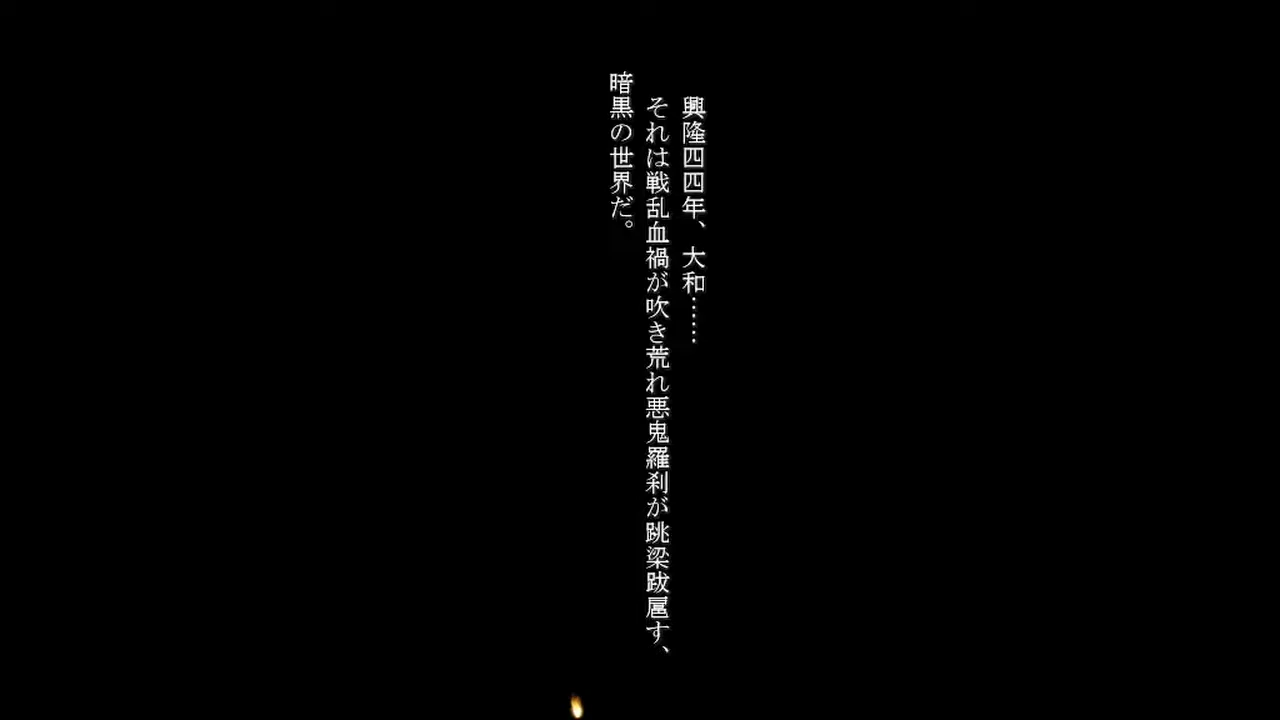 興隆四四年、大和……
それは戦乱血禍が吹き荒れ悪鬼羅刹が跳梁跋扈す、
暗黒の世界だ。